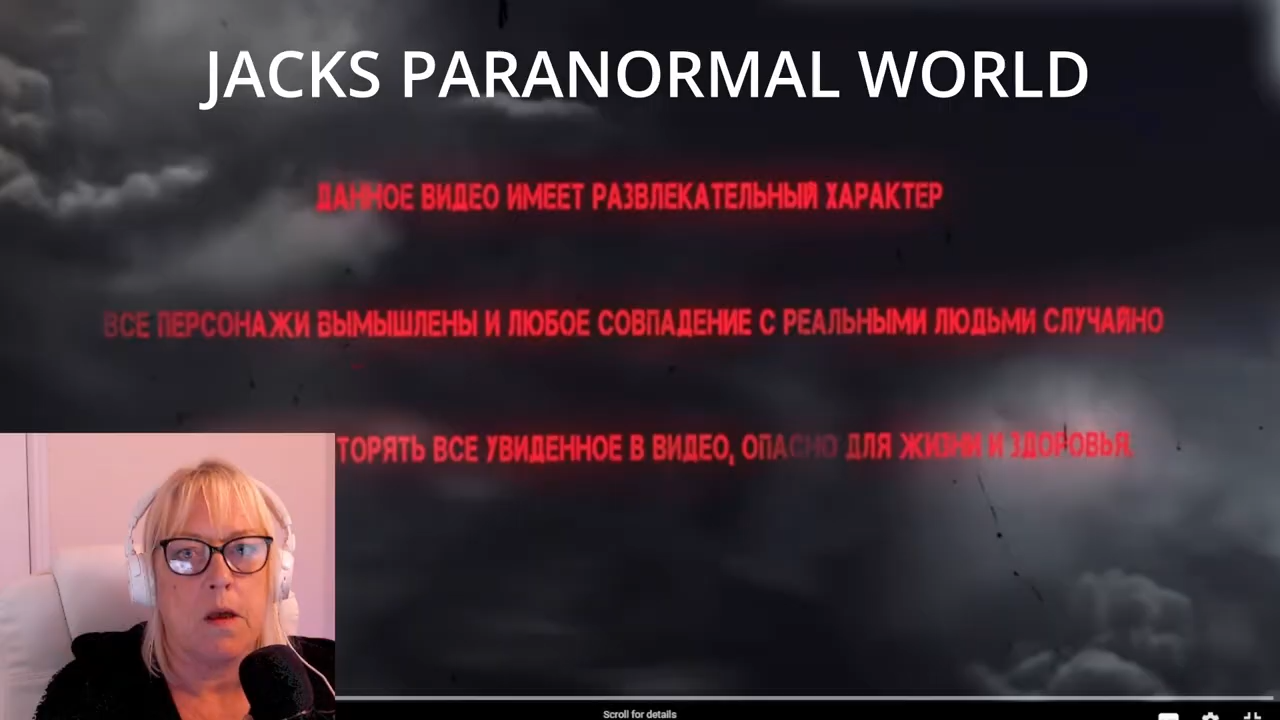 JACKS PARANORMAL WORLD
ДАННОЕ ВИДЕО ИМЕЕТ РАЗВЛЕКАТЕЛЬНЫЙ ХАРАКТЕР
ВСЕ ПЕРСОНАЖИ ВЫМЫШЛЕНЫ И ЛЮБОЕ СОВПАДЕНИЕ С РЕАЛЬНЫМИ ЛЮДЬМИ СЛУЧАЙНО
ТОРЯТЬ ВСЕ УВИДЕННОЕ В ВИДЕО, ОПАСНО ДЛЯ ЖИЗНИ И ЗДОРОВЬЯ.
Scroll for details